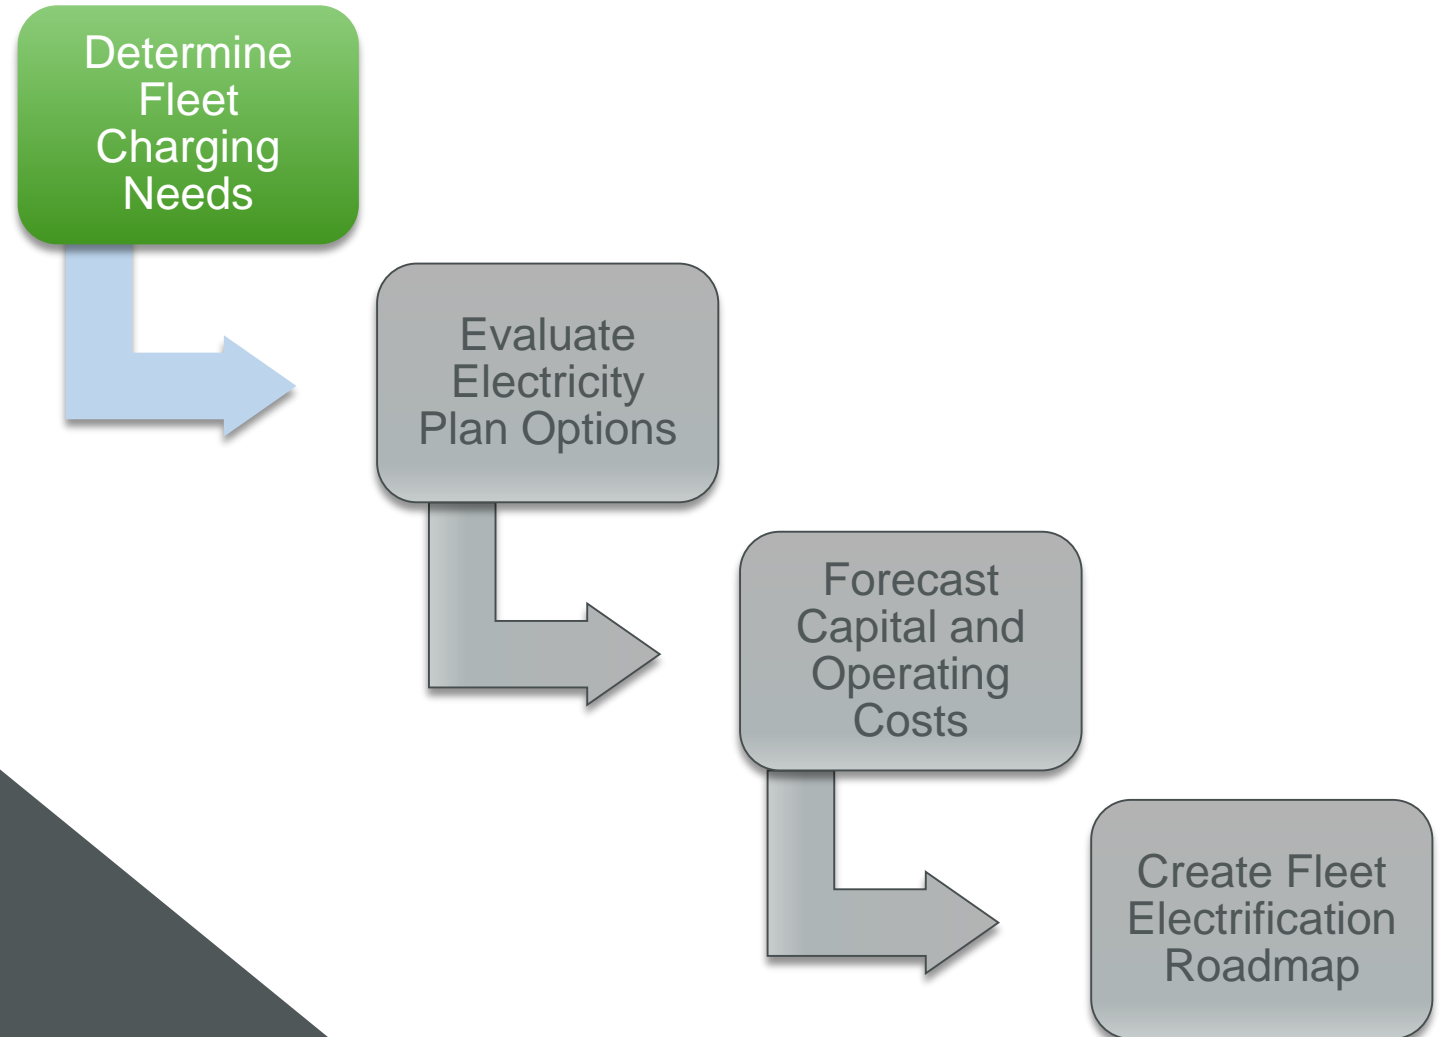 Determine
Fleet
Charging
Needs
Evaluate
Electricity
Plan Options
Forecast
Capital and
Operating
Costs
Create Fleet
Electrification
Roadmap